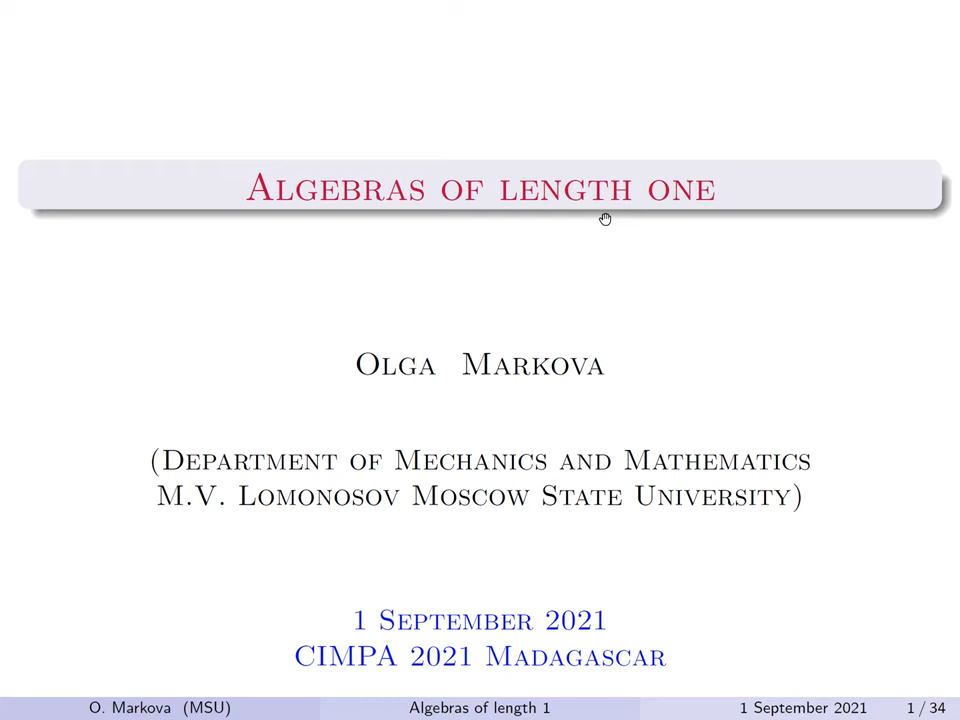 Algebras of length one
Olga Markova
(Department of Mechanics and Mathematics
M.V. Lomonosov Moscow State University)
1 September 2021
CIMPA 2021 Madagascar
O. Markova (MSU) Algebras of length 1 1 September 2021 1 / 34